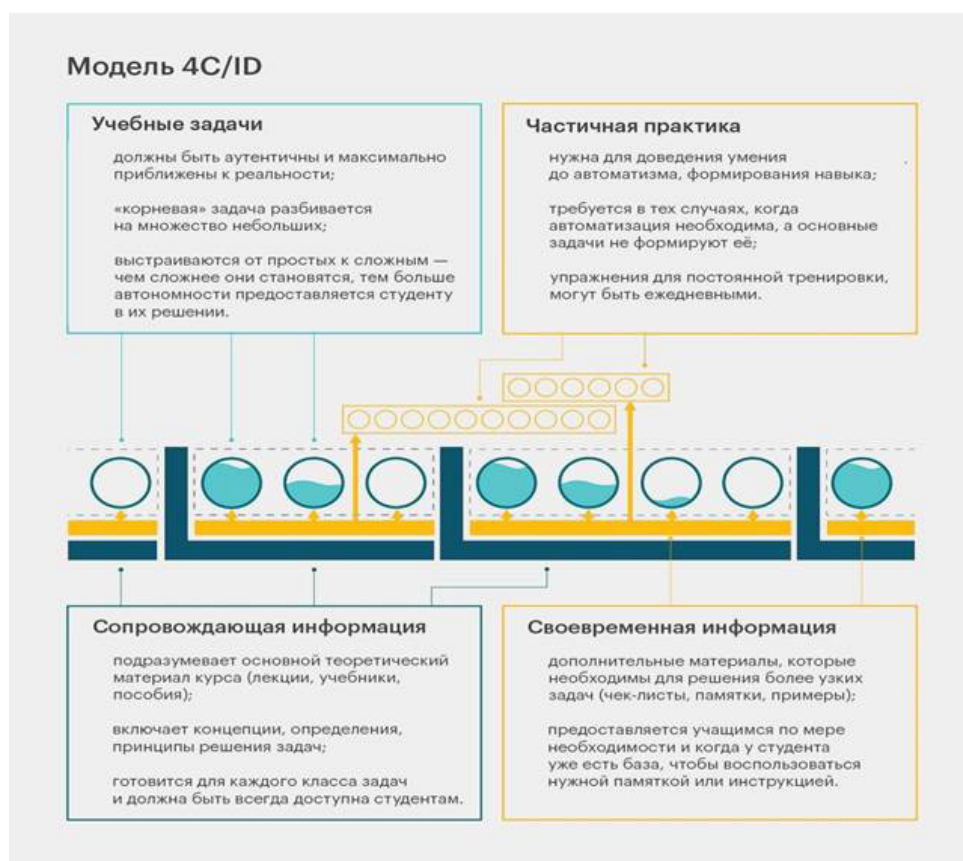 Модель 4C/ID
Учебные задачи
должны быть аутентичны и максимально
приближены к реальности;
«корневая» задача разбивается
на множество небольших;
выстраиваются от простых к сложным —
чем сложнее они становятся, тем больше
автономности предоставляется студенту
в их решении.
Частичная практика
нужна для доведения умения
до автоматизма, формирования навыка;
требуется в тех случаях, когда
автоматизация необходима, а основные
задачи не формируют её;
упражнения для постоянной тренировки,
могут быть ежедневными.
Сопровождающая информация
подразумевает основной теоретический
материал курса (лекции, учебники,
пособия);
включает концепции, определения,
принципы решения задач;
готовится для каждого класса задач
и должна быть всегда доступна студентам.
Своевременная информация
дополнительные материалы, которые
необходимы для решения более узких
задач (чек-листы, памятки, примеры);
предоставляется учащимся по мере
необходимости и когда у студента
уже есть база, чтобы воспользоваться
нужной памяткой или инструкцией.